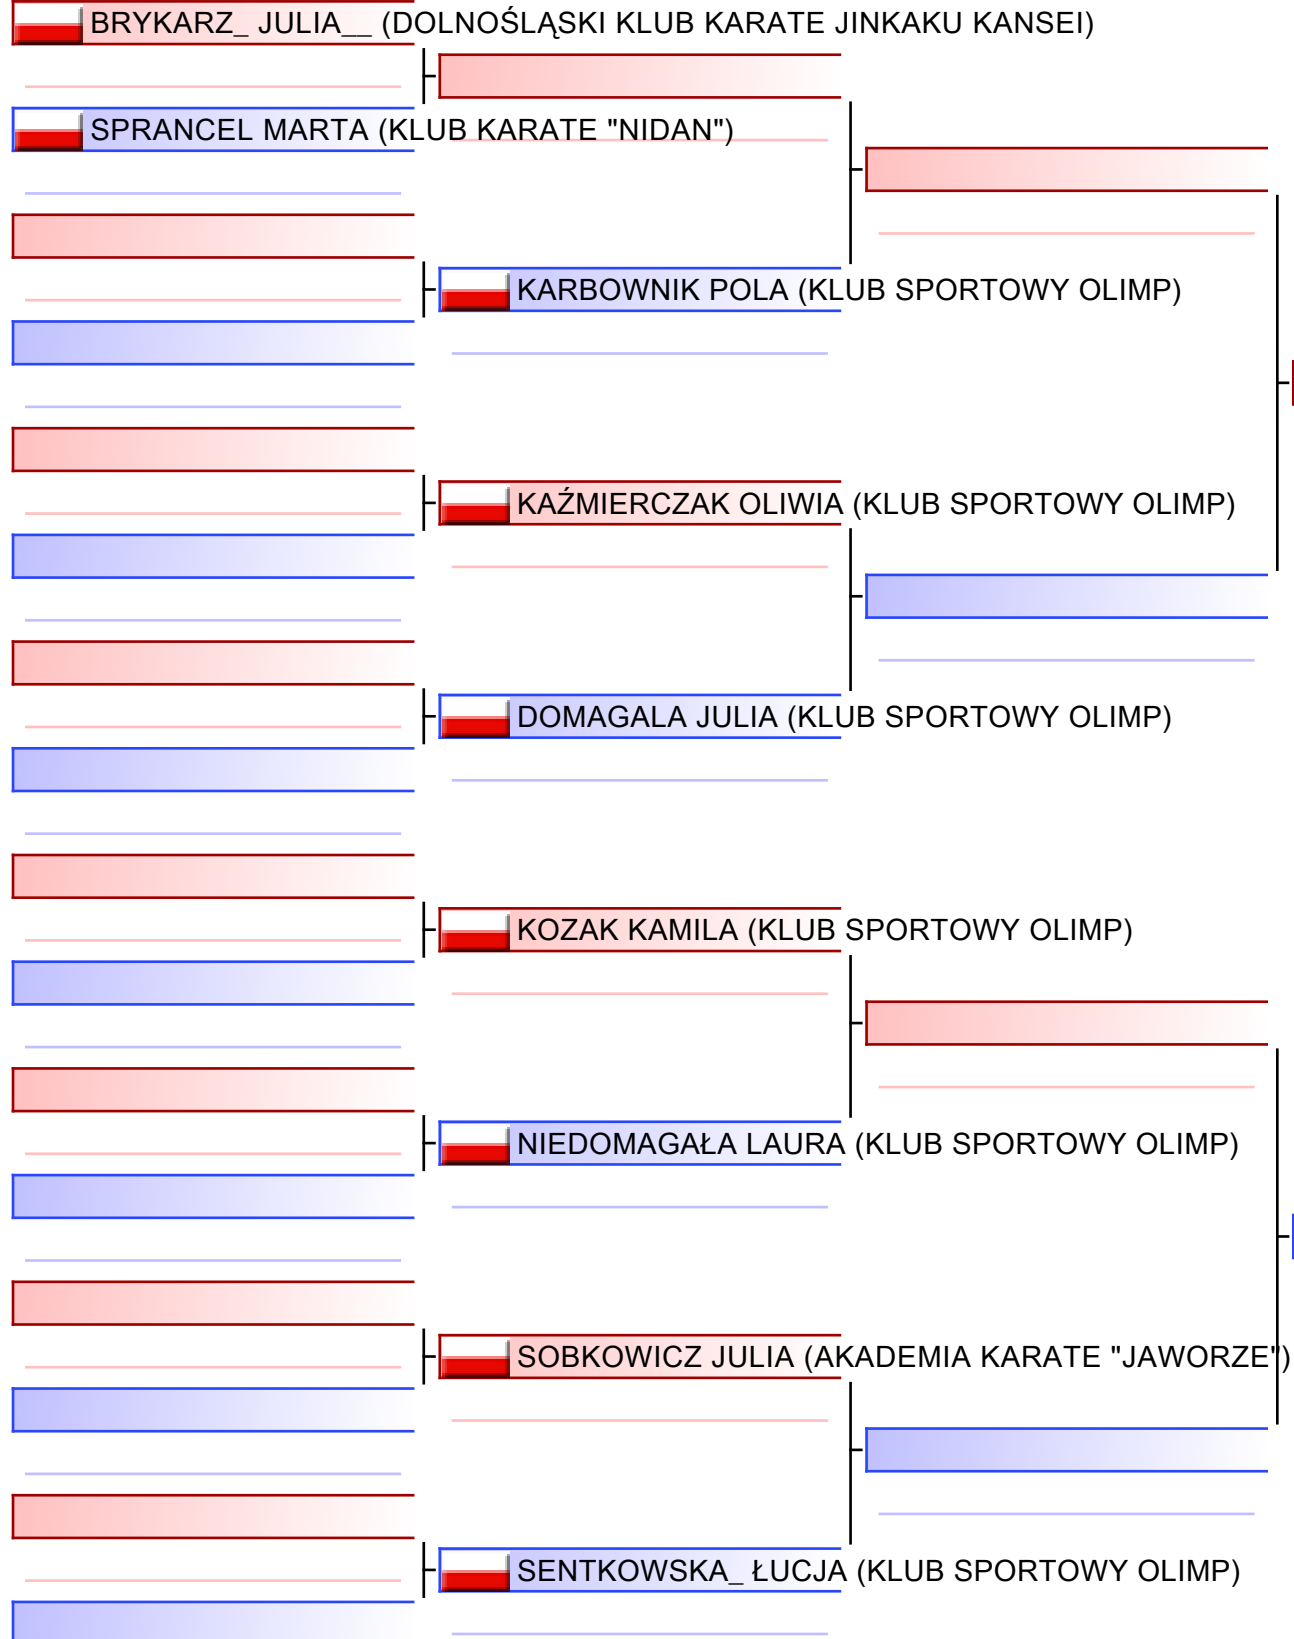 BRYKARZ_ JULIA__ (DOLNOŚLĄSKI KLUB KARATE JINKAKU KANSEI)
SPRANCEL MARTA (KLUB KARATE "NIDAN")
KARBOWNIK POLA (KLUB SPORTOWY OLIMP)
KAŹMIERCZAK OLIWIA (KLUB SPORTOWY OLIMP)
DOMAGALA JULIA (KLUB SPORTOWY OLIMP)
KOZAK KAMILA (KLUB SPORTOWY OLIMP)
NIEDOMAGAŁA LAURA (KLUB SPORTOWY OLIMP)
SOBKOWICZ JULIA (AKADEMIA KARATE "JAWORZE")
SENTKOWSKA_ ŁUCJA (KLUB SPORTOWY OLIMP)